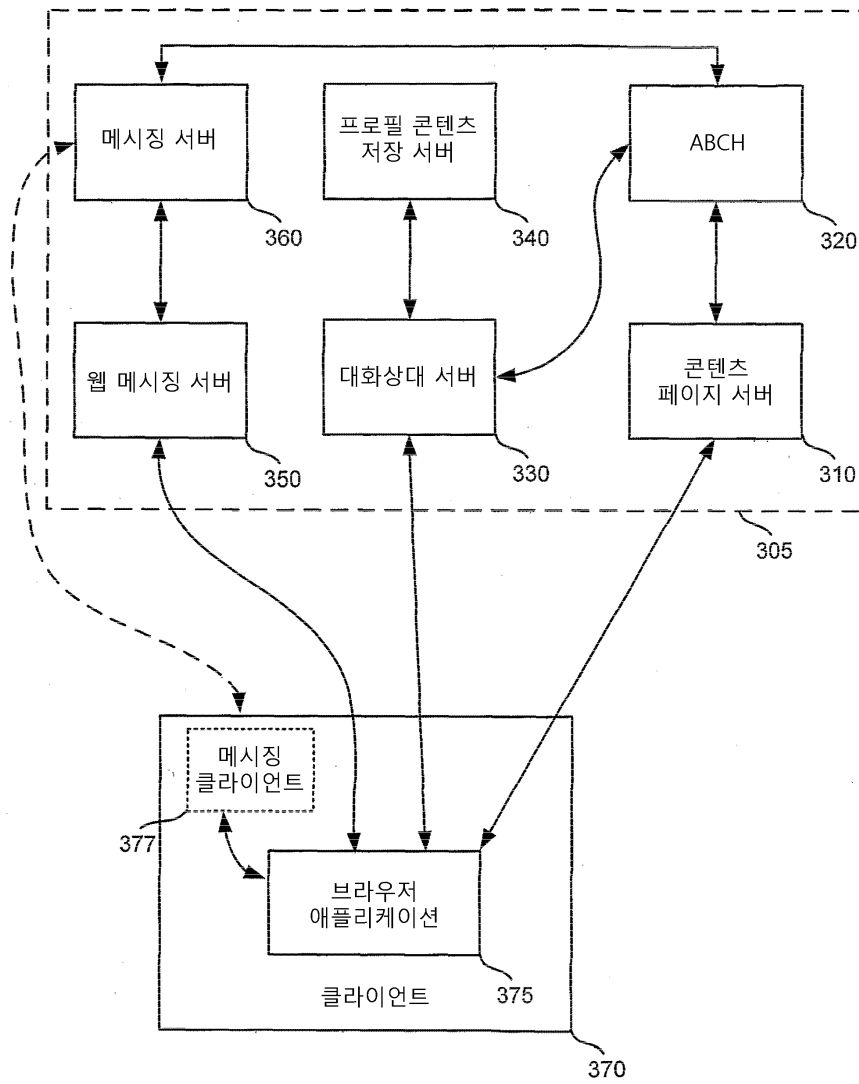 메시징 서버
360
프로필 콘텐츠
저장 서버
340
ABCH
320
웹 메시징 서버
350
대화상대 서버
330
콘텐츠
페이지 서버
310
305
메시징
클라이언트
377
브라우저
애플리케이션
375
클라이언트
370